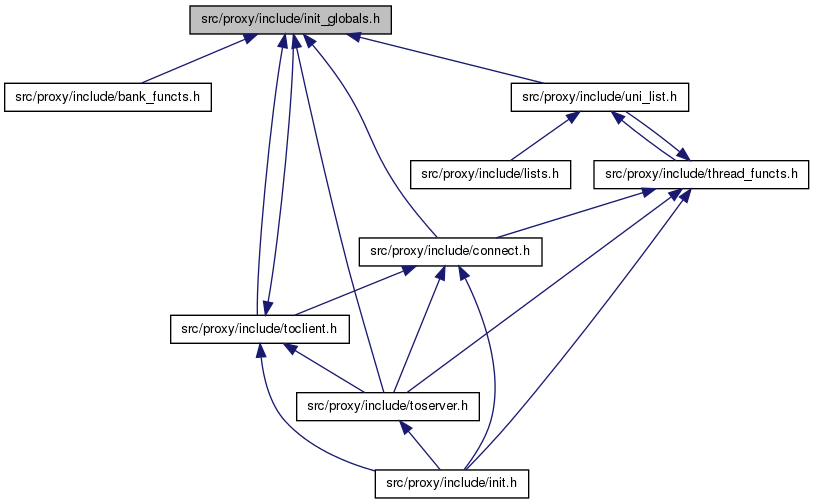 src/proxy/include/init_globals.h
src/proxy/include/bank_functs.h
src/proxy/include/uni_list.h
src/proxy/include/lists.h
src/proxy/include/thread_functs.h
src/proxy/include/connect.h
src/proxy/include/toclient.h
src/proxy/include/toserver.h
src/proxy/include/init.h